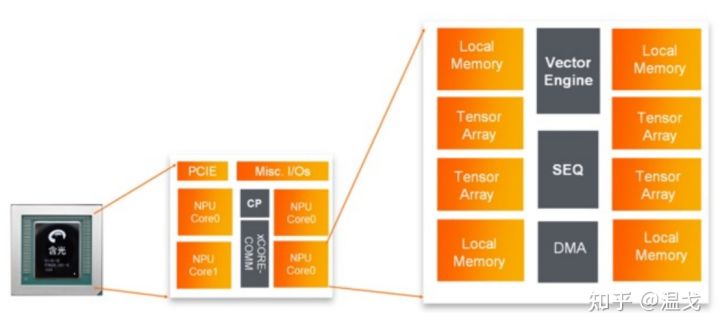 含光
PCIE
Misc. I/Os
NPU
Core0
CP
NPU
Core0
NPU
Core1
xCORE-
COMM
NPU
Core0
Local
Memory
Vector
Engine
Local
Memory
Tensor
Array
SEQ
Tensor
Array
Tensor
Array
Tensor
Array
Local
Memory
DMA
Local
Memory
知乎 @温戈